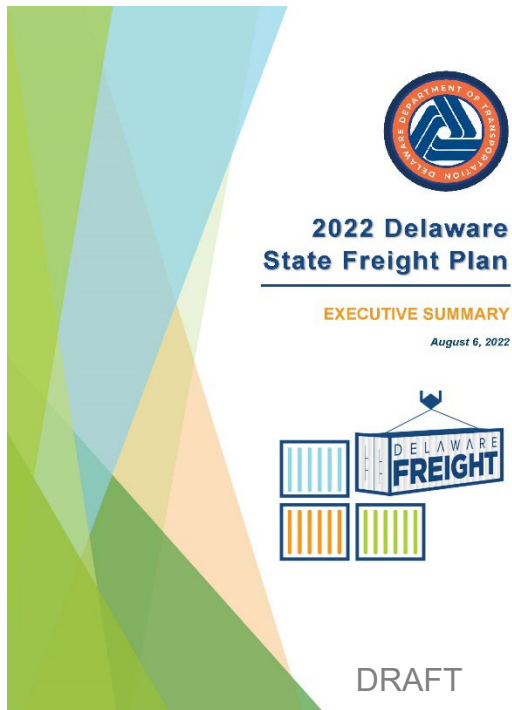 DELAWARE DEPARTMENT OF TRANSPORTATION
2022 Delaware
State Freight Plan
EXECUTIVE SUMMARY
August 6, 2022
DELAWARE
FREIGHT
DRAFT